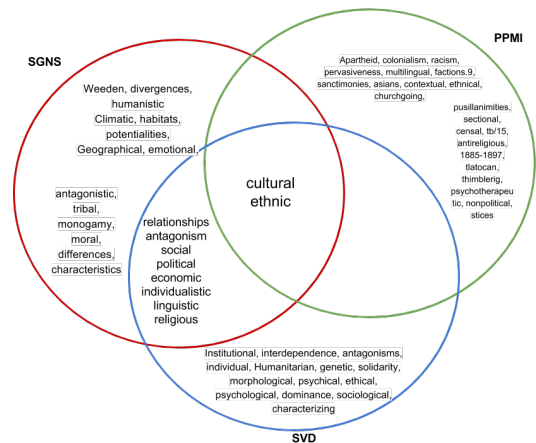 PPMI
SGNS
Apartheid, colonialism, racism,
pervasiveness, multilingual, factions.9,
sanctimonies, asians, contextual, ethnical,
churchgoing,
Weeden, divergences,
humanistic
Climatic, habitats,
potentialities,
Geographical, emotional,
pusillanimities,
sectional,
censal, tb/15,
antireligious,
1885-1897,
tlatocan,
thimblerig,
psychotherapeu
tic, nonpolitical,
stices
cultural
ethnic
antagonistic,
tribal,
monogamy,
moral,
differences,
characteristics
relationships
antagonism
social
political
economic
individualistic
linguistic
religious
Institutional, interdependence, antagonisms,
individual, Humanitarian, genetic, solidarity,
morphological, psychical, ethical,
psychological, dominance, sociological,
characterizing
SVD